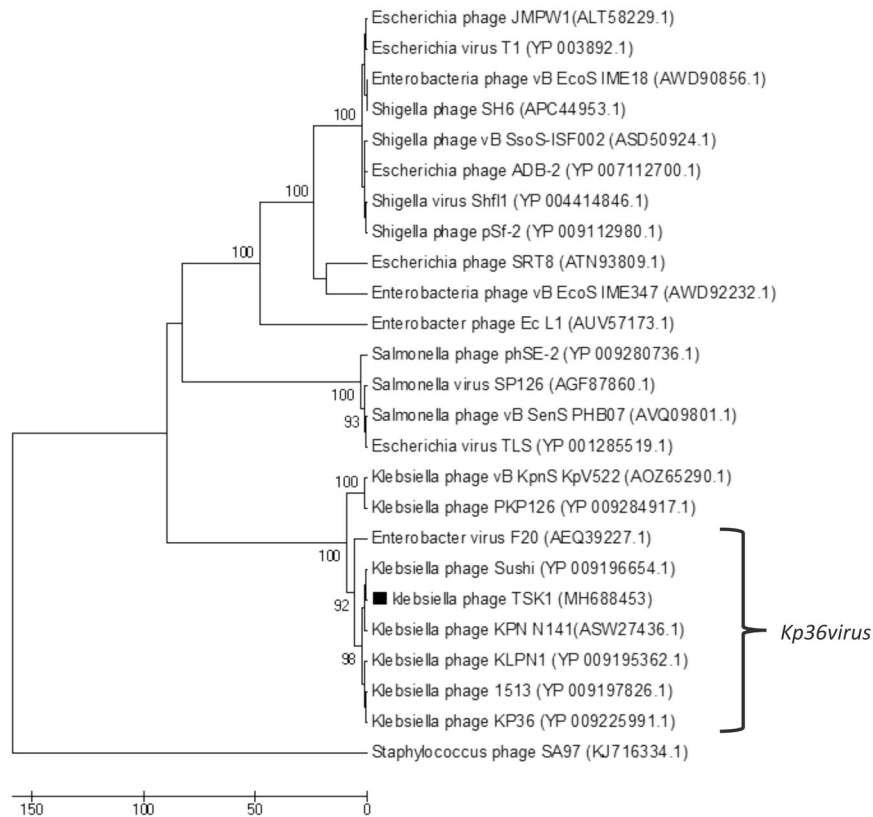 Escherichia phage JMPW1(ALT58229.1)
Escherichia virus T1 (YP 003892.1)
Enterobacteria phage vB EcoS IME18 (AWD90856.1)
100
Shigella phage SH6 (APC44953.1)
Shigella phage vB SsoS-ISF002 (ASD50924.1)
Escherichia phage ADB-2 (YP 007112700.1)
100
Shigella virus Shfl1 (YP 004414846.1)
Shigella phage pSf-2 (YP 009112980.1)
100
Escherichia phage SRT8 (ATN93809.1)
Enterobacteria phage vB EcoS IME347 (AWD92232.1)
Enterobacter phage Ec L1 (AUV57173.1)
Salmonella phage phSE-2 (YP 009280736.1)
Salmonella virus SP126 (AGF87860.1)
100
Salmonella phage vB SenS PHB07 (AVQ09801.1)
93
Escherichia virus TLS (YP 001285519.1)
Klebsiella phage vB KpnS KpV522 (AOZ65290.1)
100
Klebsiella phage PKP126 (YP 009284917.1)
Enterobacter virus F20 (AEQ39227.1)
100
Klebsiella phage Sushi (YP 009196654.1)
klebsiella phage TSK1 (MH688453)
92
Klebsiella phage KPN N141(ASW27436.1)
Kp36virus
Klebsiella phage KLPN1 (YP 009195362.1)
98
Klebsiella phage 1513 (YP 009197826.1)
Klebsiella phage KP36 (YP 009225991.1)
Staphylococcus phage SA97 (KJ716334.1)
150 100 50 0